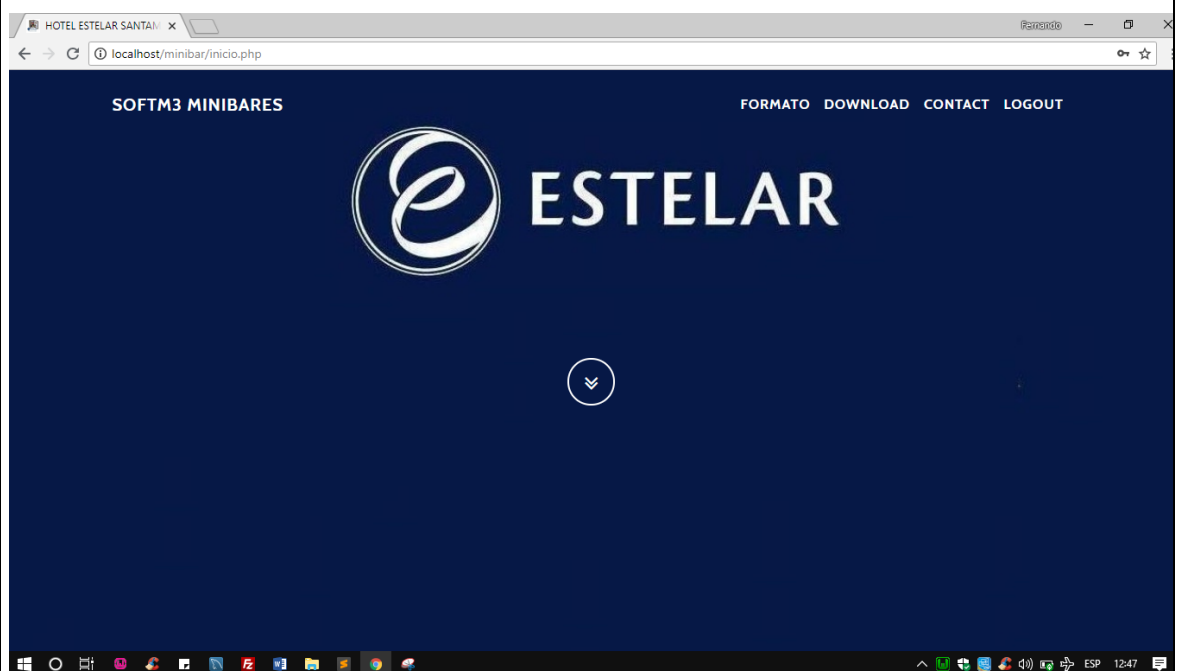 HOTEL ESTELAR SANTAM
Fernando
localhost/minibar/inicio.php
SOFTM3 MINIBARES
FORMATO DOWNLOAD CONTACT LOGOUT
ESTELAR
ESP 12:47